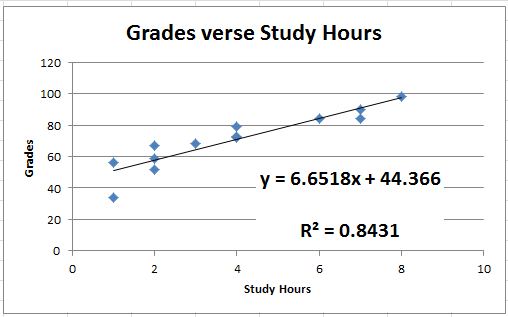 Grades verse Study Hours
120
100
80
60
40
20
0
Grades
y = 6.6518x + 44.366
R² = 0.8431
0 2 4 6 8 10
Study Hours